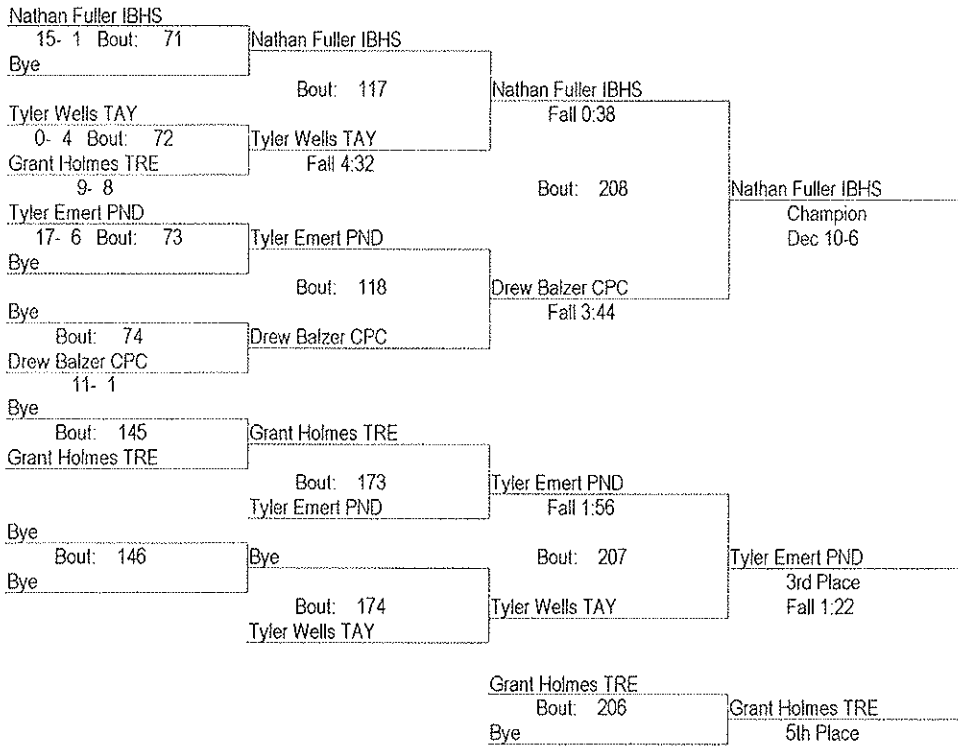 Nathan Fuller IBHS
15- 1 Bout: 71
Nathan Fuller IBHS
Bye
Bout: 117
Nathan Fuller IBHS
Fall 0:38
Tyler Wells TAY
0- 4 Bout: 72
Tyler Wells TAY
Fall 4:32
Grant Holmes TRE
9- 8
Bout: 208
Nathan Fuller IBHS
Champion
Dec 10-6
Tyler Emert PND
17- 6 Bout: 73
Tyler Emert PND
Bye
Bout: 118
Drew Balzer CPC
Fall 3:44
Bye
Bout: 74
Drew Balzer CPC
Drew Balzer CPC
11- 1
Bye
Bout: 145
Grant Holmes TRE
Grant Holmes TRE
Bout: 173
Tyler Emert PND
Tyler Emert PND
Fall 1:56
Bye
Bout: 146
Bye
Bye
Bout: 207
Tyler Emert PND
3rd Place
Fall 1:22
Bout: 174
Tyler Wells TAY
Tyler Wells TAY
Grant Holmes TRE
Bout: 206
Grant Holmes TRE
Bye
5th Place